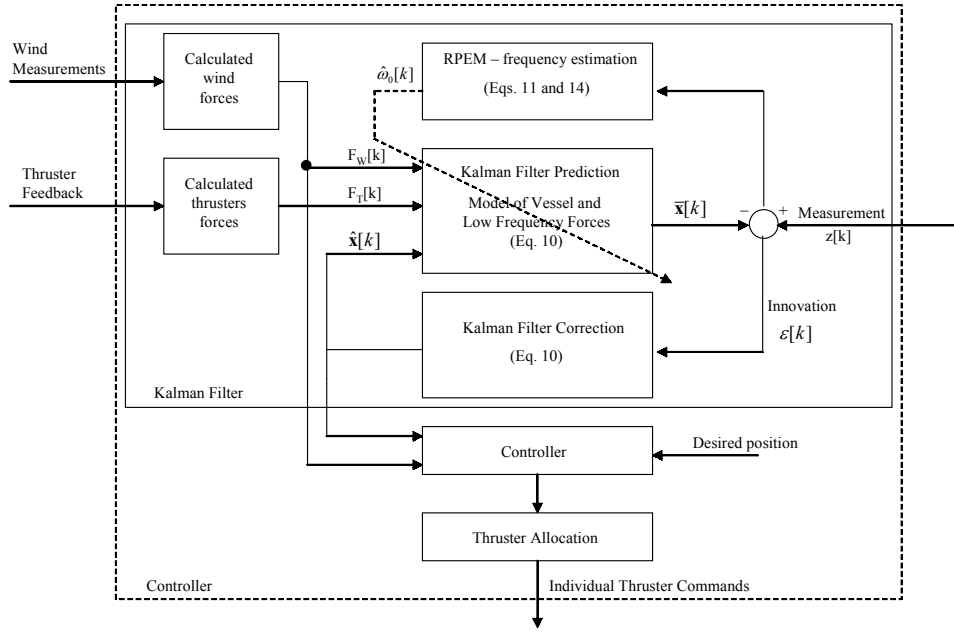 Wind
Measurements
Calculated
wind
forces
RPEM – frequency estimation
(Eqs. 11 and 14)
ω̂₀[k]
Thruster
Feedback
Calculated
thrusters
forces
F_W[k]
F_T[k]
x̂[k]
Kalman Filter Prediction
Model of Vessel and
Low Frequency Forces
(Eq. 10)
x̄[k]
−
+
Measurement
z[k]
Innovation
ε[k]
Kalman Filter Correction
(Eq. 10)
Kalman Filter
Controller
Desired position
Thruster Allocation
Controller
Individual Thruster Commands